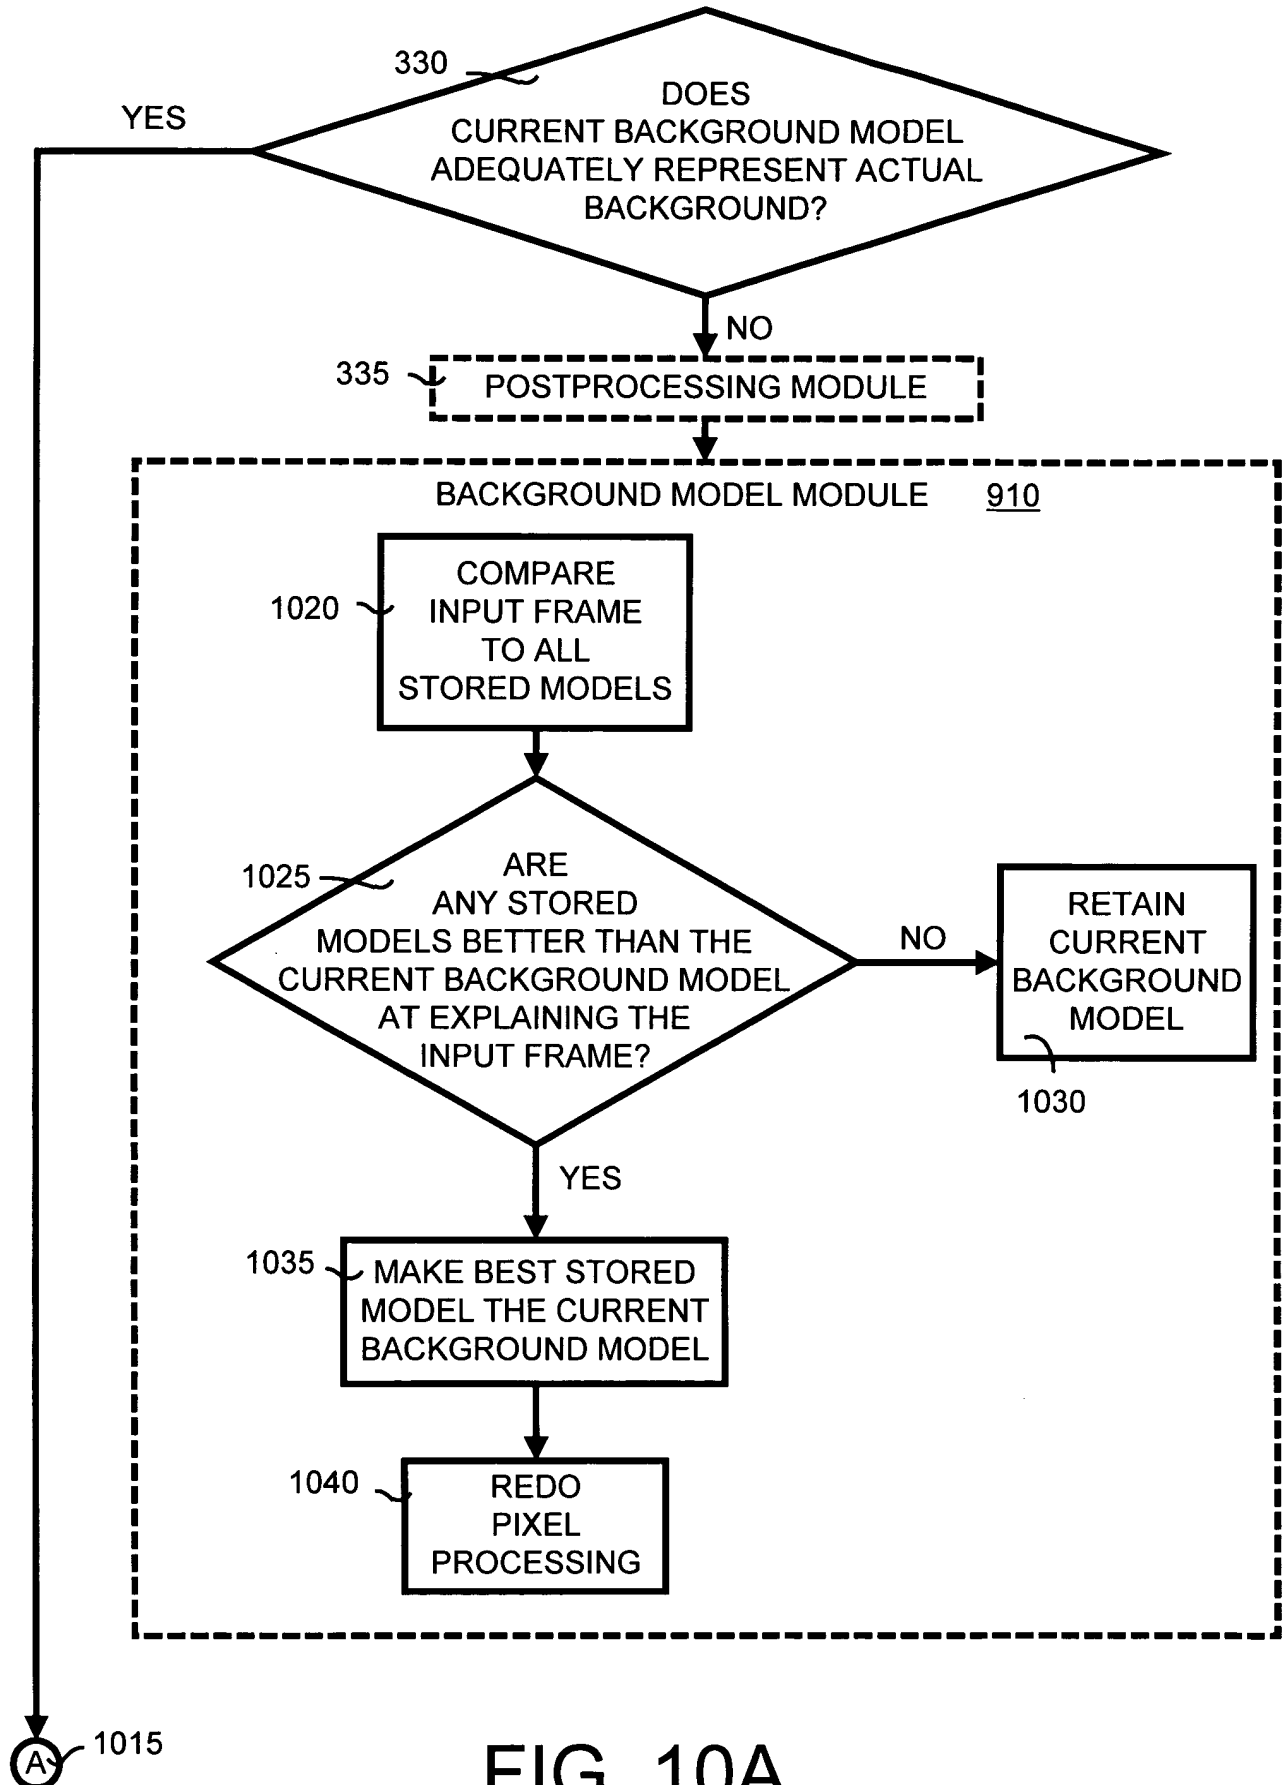 330
YES
DOES
CURRENT BACKGROUND MODEL
ADEQUATELY REPRESENT ACTUAL
BACKGROUND?
NO
335
POSTPROCESSING MODULE
BACKGROUND MODEL MODULE 910
COMPARE
INPUT FRAME
TO ALL
STORED MODELS
1020
ARE
ANY STORED
MODELS BETTER THAN THE
CURRENT BACKGROUND MODEL
AT EXPLAINING THE
INPUT FRAME?
1025
NO
RETAIN
CURRENT
BACKGROUND
MODEL
1030
YES
1035
MAKE BEST STORED
MODEL THE CURRENT
BACKGROUND MODEL
1040
REDO
PIXEL
PROCESSING
A 1015
FIG. 10A